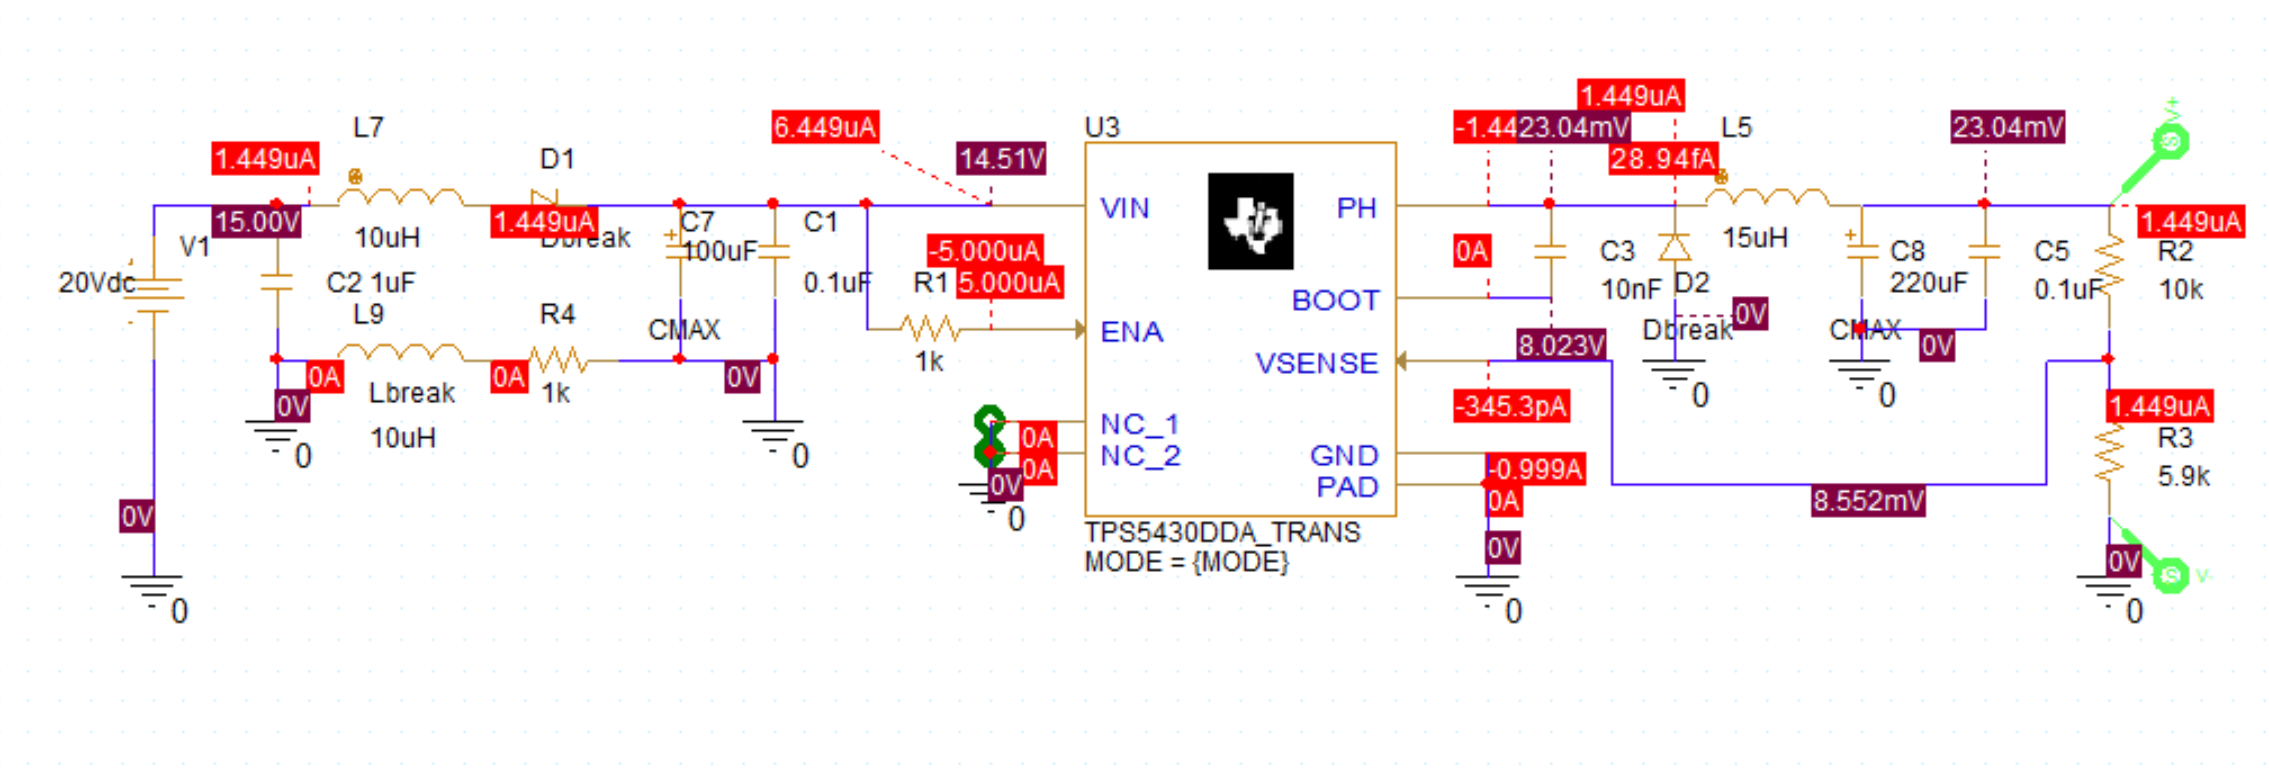 1.449uA
L7
D1
6.449uA
14.51V
U3
-1.44
23.04mV
1.449uA
28.94fA
L5
23.04mV
V+
15.00V
V1
20Vdc
10uH
1.449uA
Dbreak
C7
100uF
C1
0.1uF
C2 1uF
L9
R4
CMAX
-5.000uA
5.000uA
R1
1k
VIN
ENA
NC_1
NC_2
PH
BOOT
VSENSE
GND
PAD
TPS5430DDA_TRANS
MODE = {MODE}
0A
C3
10nF
D2
Dbreak
0V
8.023V
15uH
C8
220uF
CMAX
C5
0.1uF
0V
1.449uA
R2
10k
0A
0A
0V
Lbreak
10uH
1k
0V
0
0
0V
0
0A
0A
0V
0
-345.3pA
-0.999A
0A
0V
0
0
0
8.552mV
1.449uA
R3
5.9k
0V
0
V-